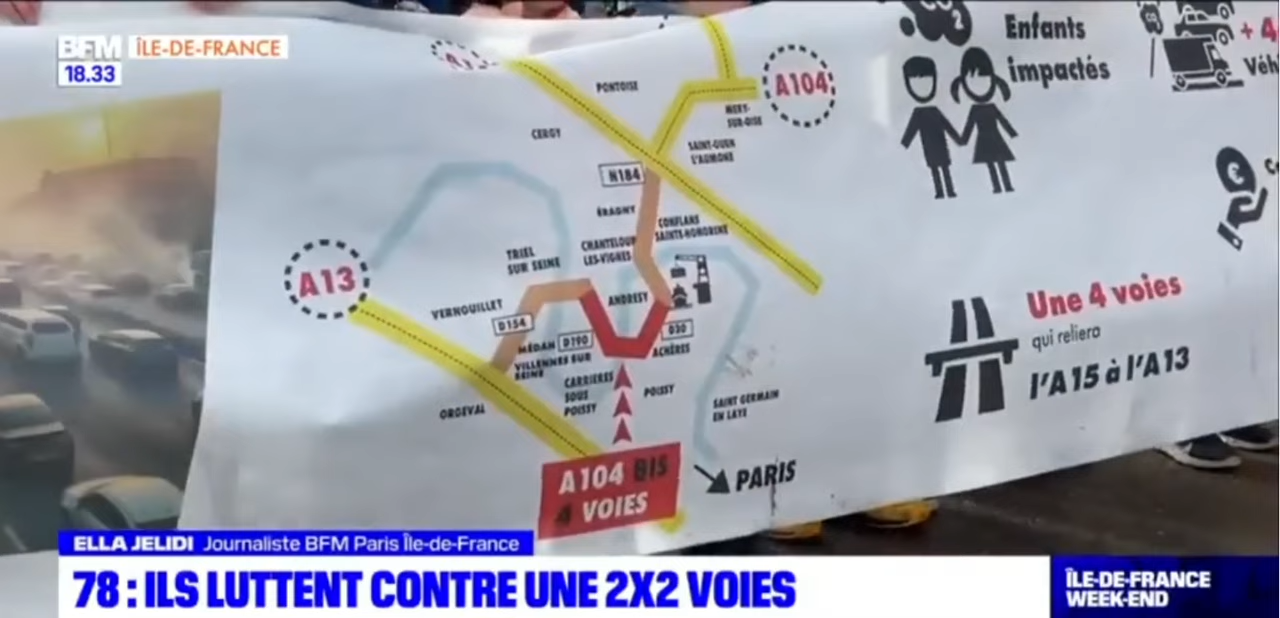 BFM ÎLE-DE-FRANCE
18.33
PONTOISE
A104
MERY-
SUR-OISE
CERGY
SAINT-OUEN
L'AUMONE
N184
ÉRAGNY
CONFLANS
SAINTE-HONORINE
CHANTELOUP
LES-VIGNES
TRIEL
SUR SEINE
A13
VERNOUILLET
ANDRESY
D154
D190
D30
MÉDAN
VILLENNES SUR
SEINE
ACHÈRES
CARRIERES
SOUS
POISSY
POISSY
ORGEVAL
SAINT GERMAIN
EN LAYE
A104 BIS
4 VOIES
PARIS
CO2
Enfants
impactés
+ 4
Véh
Une 4 voies
qui reliera
l'A15 à l'A13
ELLA JELIDI Journaliste BFM Paris Île-de-France
78 : ILS LUTTENT CONTRE UNE 2X2 VOIES
ÎLE-DE-FRANCE
WEEK-END